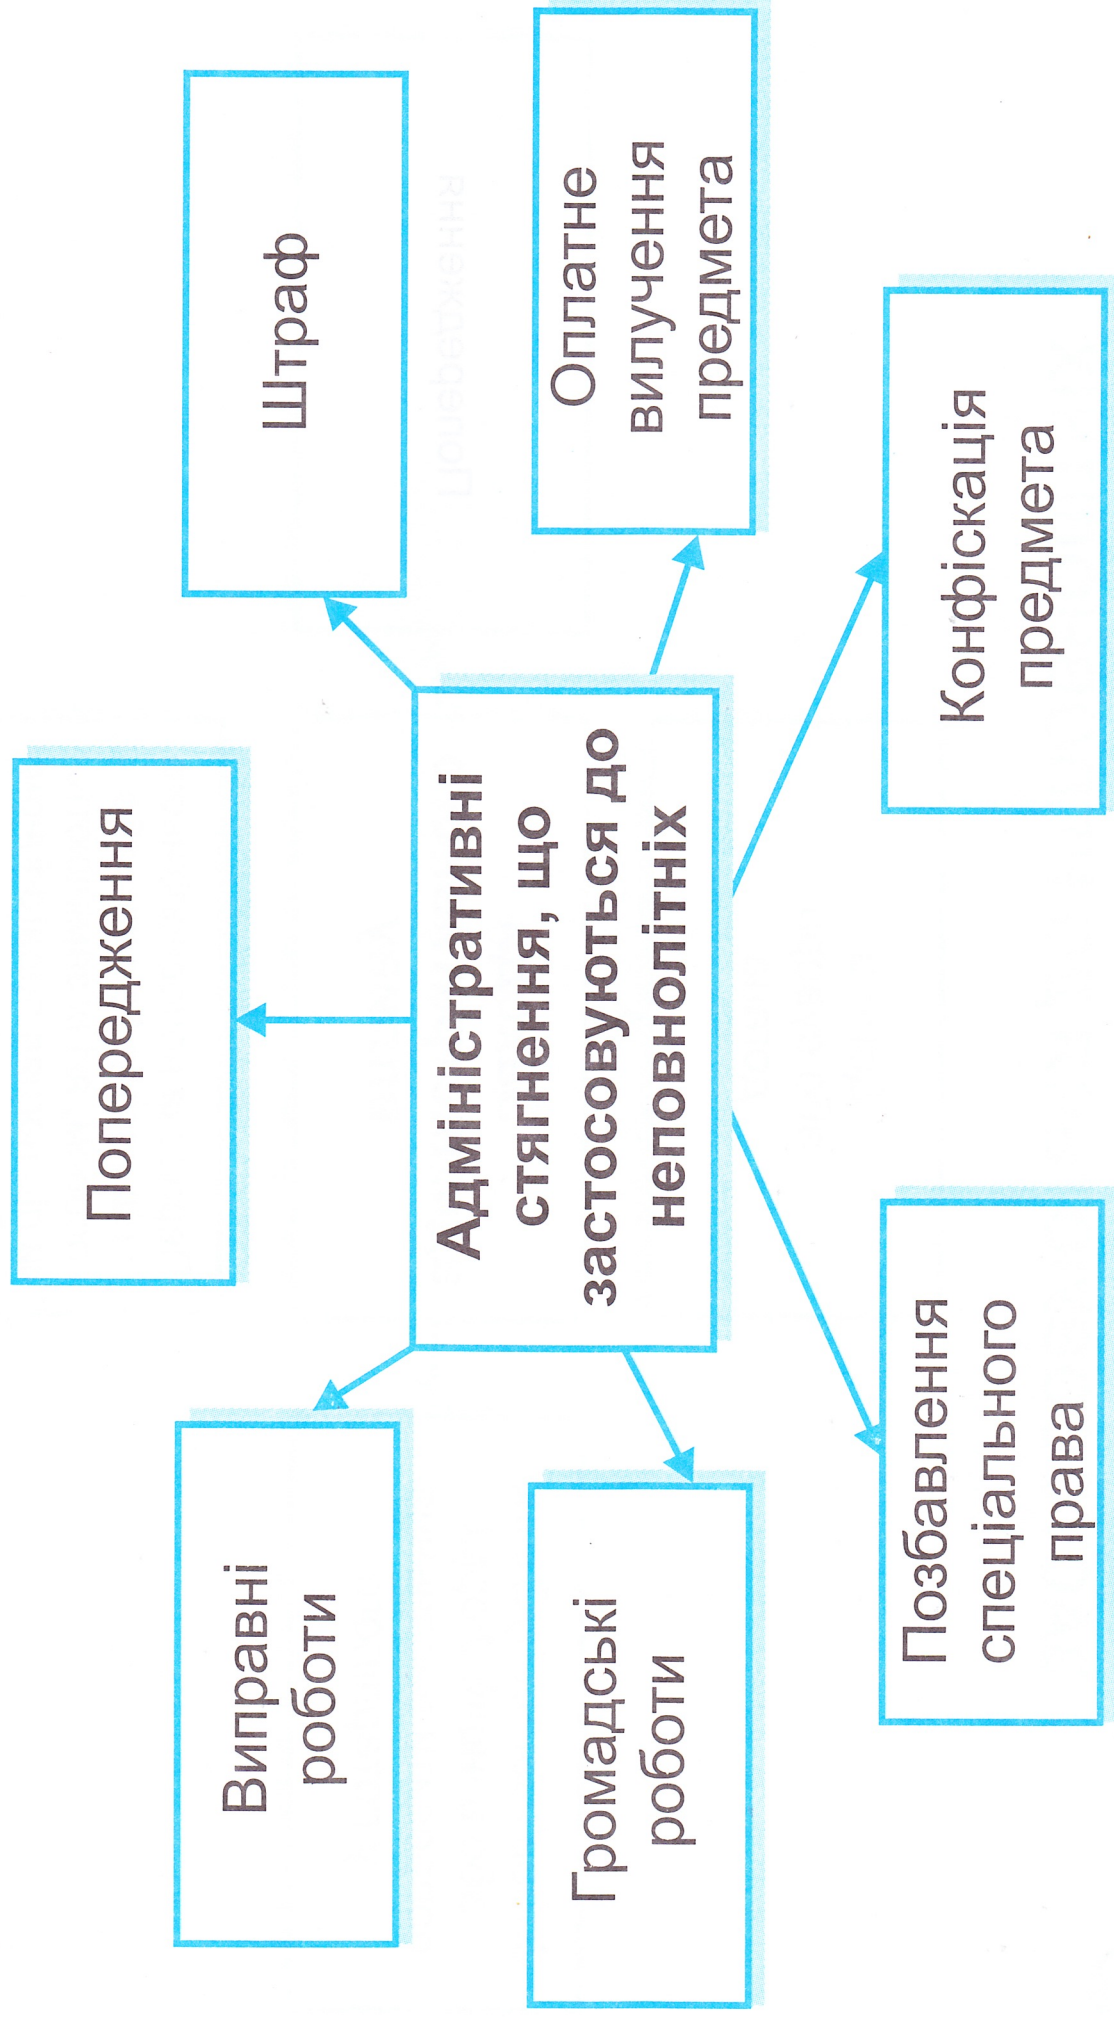 Попередження
Виправні
роботи
Штраф
Адміністративні
стягнення, що
застосовуються до
неповнолітніх
Громадські
роботи
Оплатне
вилучення
предмета
Позбавлення
спеціального
права
Конфіскація
предмета